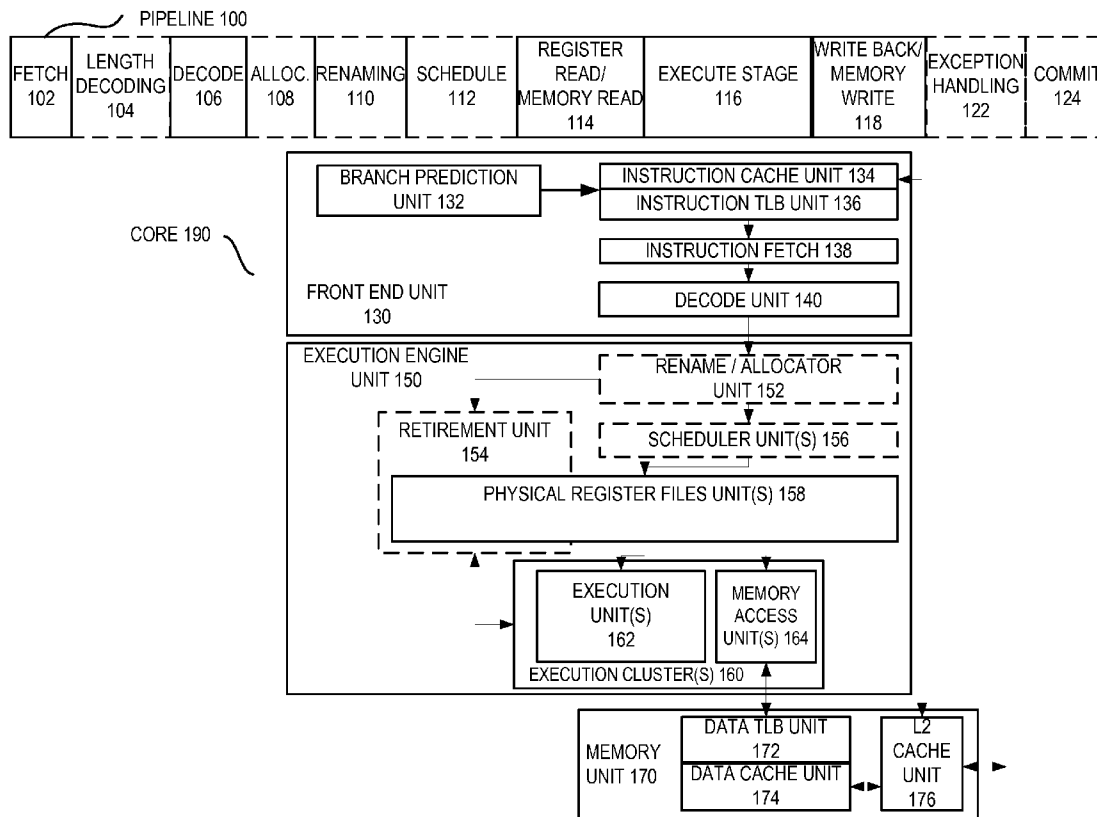 PIPELINE 100
FETCH
102
LENGTH
DECODING
104
DECODE
106
ALLOC.
108
RENAMING
110
SCHEDULE
112
REGISTER
READ/
MEMORY READ
114
EXECUTE STAGE
116
WRITE BACK/
MEMORY
WRITE
118
EXCEPTION
HANDLING
122
COMMIT
124
BRANCH PREDICTION
UNIT 132
INSTRUCTION CACHE UNIT 134
INSTRUCTION TLB UNIT 136
CORE 190
INSTRUCTION FETCH 138
FRONT END UNIT
130
DECODE UNIT 140
EXECUTION ENGINE
UNIT 150
RENAME / ALLOCATOR
UNIT 152
RETIREMENT UNIT
154
SCHEDULER UNIT(S) 156
PHYSICAL REGISTER FILES UNIT(S) 158
EXECUTION
UNIT(S)
162
MEMORY
ACCESS
UNIT(S) 164
EXECUTION CLUSTER(S) 160
MEMORY
UNIT 170
DATA TLB UNIT
172
DATA CACHE UNIT
174
L2
CACHE
UNIT
176